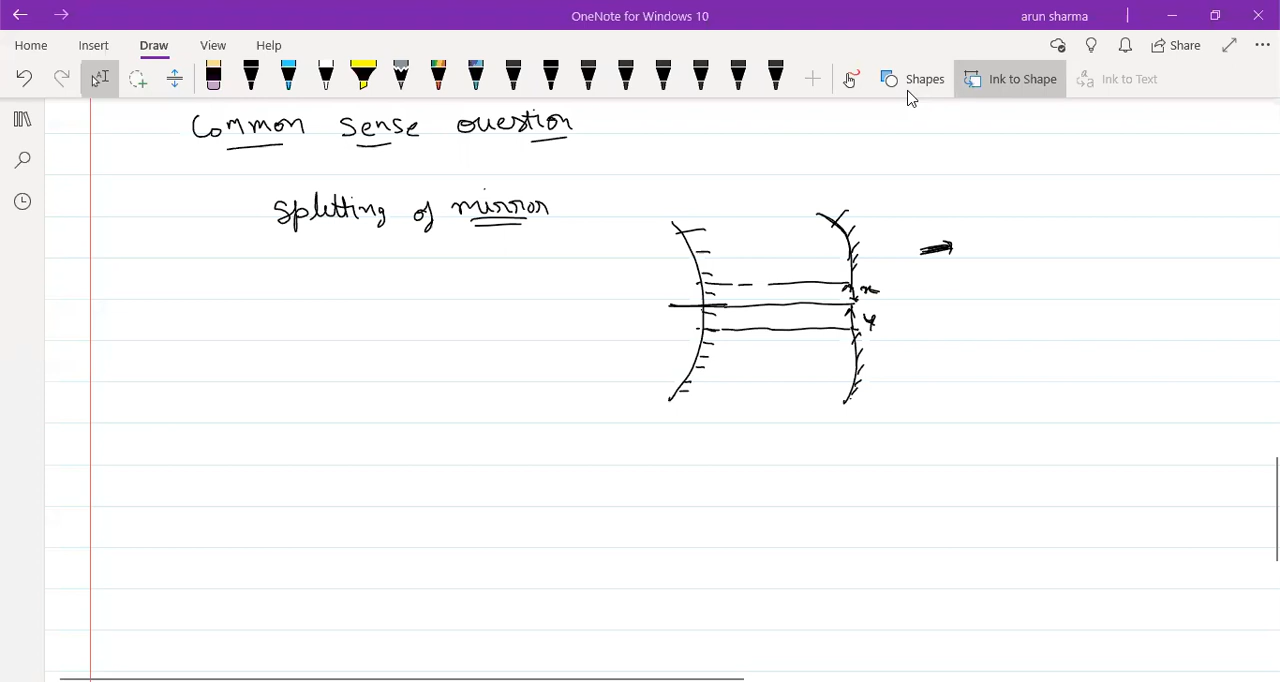 OneNote for Windows 10
arun sharma
Home Insert Draw View Help
Share
Shapes Ink to Shape Ink to Text
Common sense question
splitting of mirror
x
y